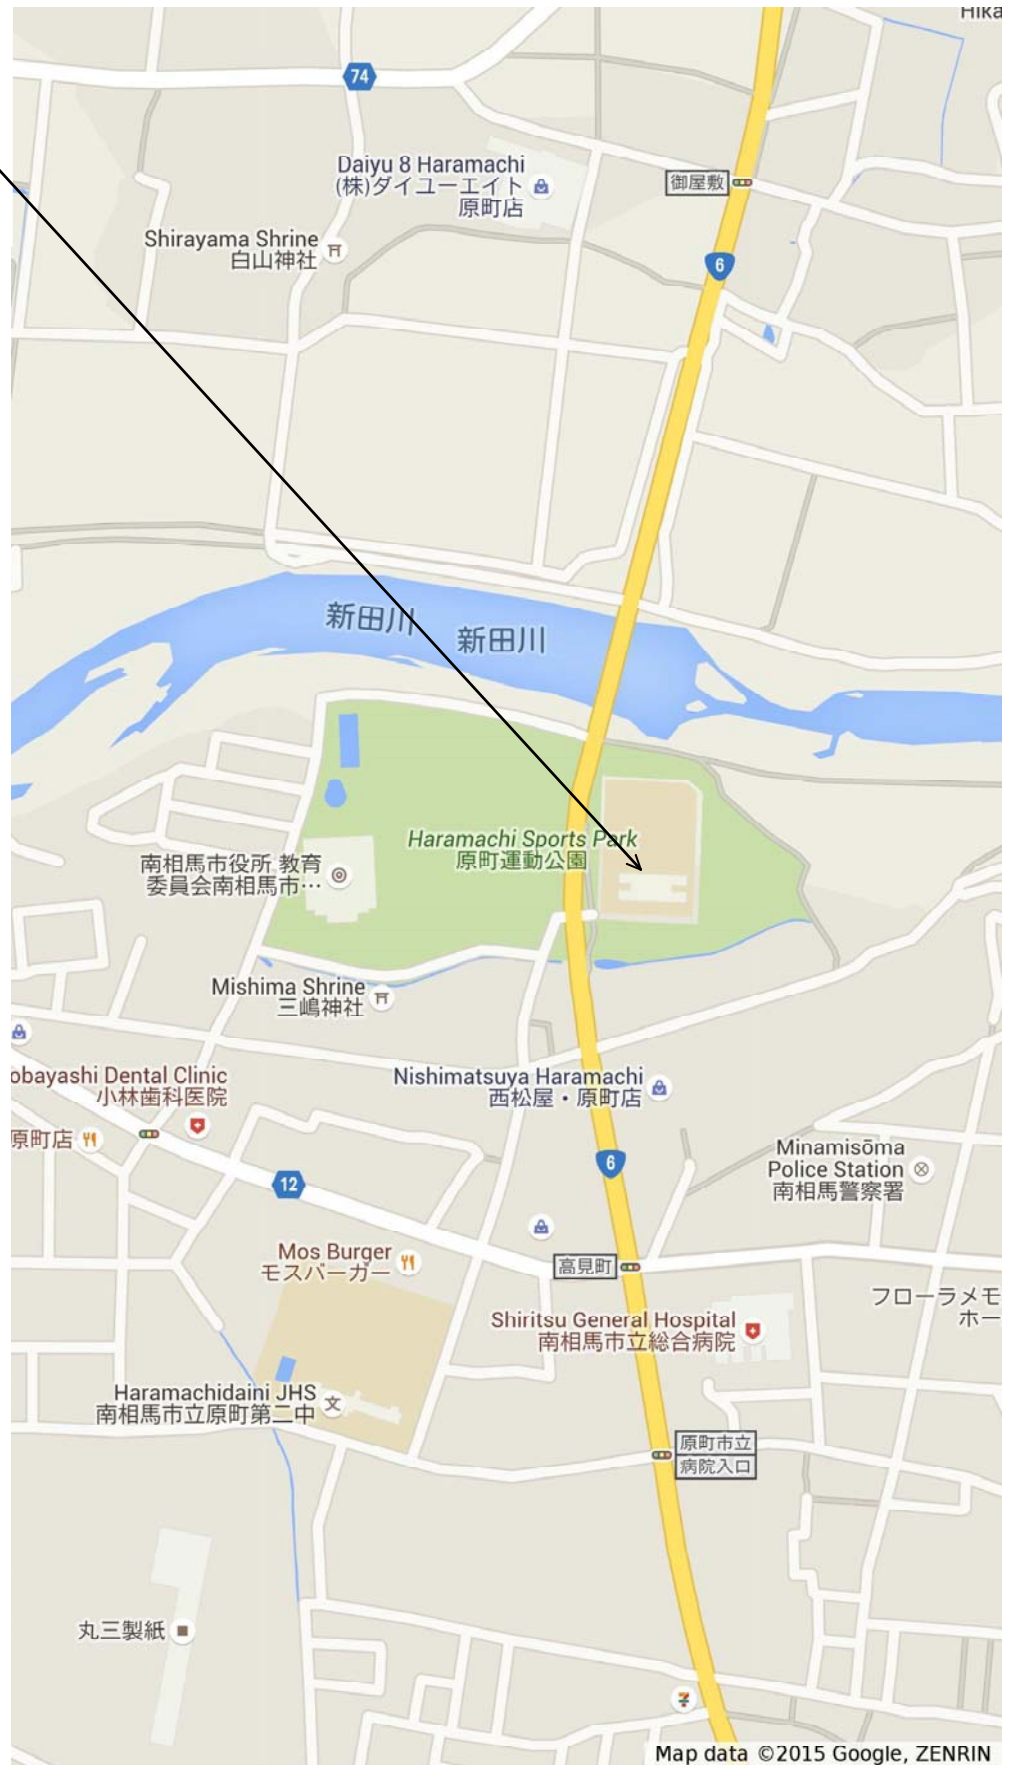 Hika
74
Daiyu 8 Haramachi
(株)ダイユーエイト
原町店
御屋敷
Shirayama Shrine
白山神社
6
新田川
新田川
Haramachi Sports Park
原町運動公園
南相馬市役所 教育
委員会南相馬市…
Mishima Shrine
三嶋神社
obayashi Dental Clinic
小林歯科医院
Nishimatsuya Haramachi
西松屋・原町店
原町店
Minamisōma
Police Station
南相馬警察署
6
12
Mos Burger
モスバーガー
高見町
フローラメモ
ホー
Shiritsu General Hospital
南相馬市立総合病院
Haramachidaini JHS
南相馬市立原町第二中
文
原町市立
病院入口
丸三製紙
7
Map data ©2015 Google, ZENRIN